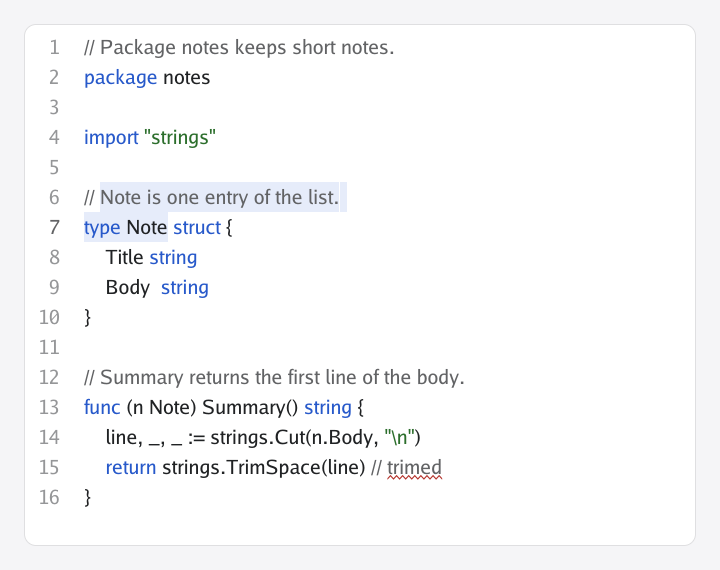 1 // Package notes keeps short notes.
2 package notes
3
4 import "strings"
5
6 // Note is one entry of the list.
7 type Note struct {
8     Title string
9     Body  string
10 }
11
12 // Summary returns the first line of the body.
13 func (n Note) Summary() string {
14     line, _, _ := strings.Cut(n.Body, "\n")
15     return strings.TrimSpace(line) // trimed
16 }